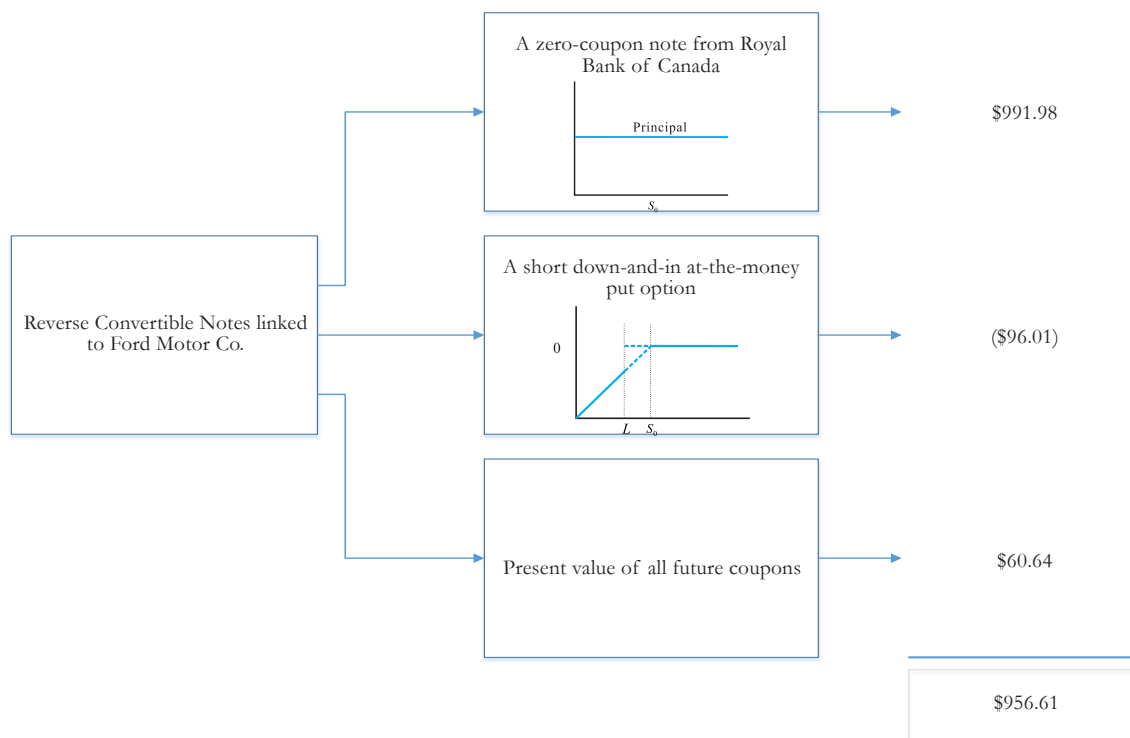 A zero-coupon note from Royal
Bank of Canada
Principal
S₀
$991.98
Reverse Convertible Notes linked
to Ford Motor Co.
A short down-and-in at-the-money
put option
0
L S₀
($96.01)
Present value of all future coupons
$60.64
$956.61